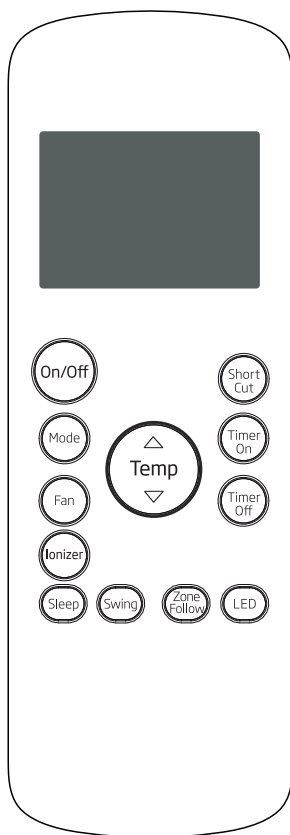 On/Off
Short
Cut
Mode
Temp
Timer
On
Fan
Timer
Off
Ionizer
Sleep
Swing
Zone
Follow
LED